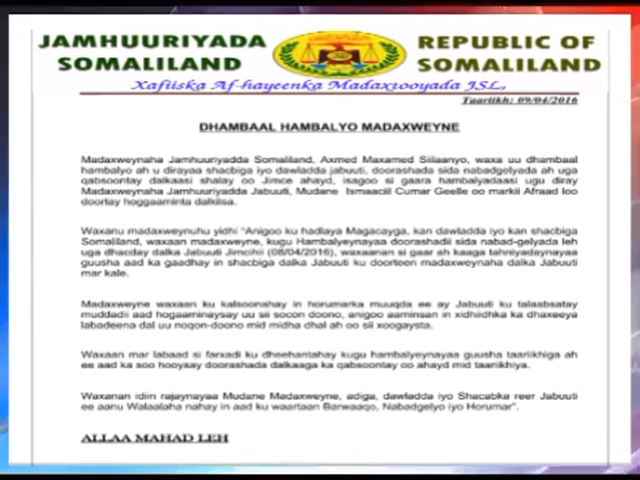 JAMHUURIYADA SOMALILAND
REPUBLIC OF SOMALILAND
Xafiiska Af-hayeenka Madaxtooyada JSL,
Taariikh: 09/04/2016
DHAMBAAL HAMBALYO MADAXWEYNE
Madaxweynaha Jamhuuriyadda Somaliland, Axmed Maxamed Siilaanyo, waxa uu dhambaal
hambalyo ah u dirayaa shacbiga iyo dawladda jabuuti, doorashada sida nabadgelyada ah uga
qabsoontay dalkaasi shalay oo Jimce ahayd, isagoo si gaara hambalyadaasi ugu diray
Madaxweynaha Jamhuuriyadda Jabuuti, Mudane Ismaaciil Cumar Geelle oo markii Afraad loo
doortay hoggaaminta dalkiisa.
Waxanu madaxweynuhu yidhi "Anigoo ku hadlaya Magacayga, kan dawladda iyo kan shacbiga
Somaliland, waxaan madaxweyne, kugu Hambalyeynayaa doorashadii sida nabad-gelyada leh
uga dhacday dalka Jabuuti Jimcihii (08/04/2016), waxaanan si gaar ah kaaga tahniyadaynayaa
guusha aad ka gaadhay in shacbiga dalka Jabuuti ku doorteen madaxweynaha dalka Jabuuti
mar kale.
Madaxweyne waxaan ku kalsoonahay in horumarka muuqda ee ay Jabuuti ku talaabsatay
muddadii aad hogaaminaysay uu sii socon doono, anigoo aaminsan in xidhiidhka ka dhaxeeya
labadeena dal uu noqon-doono mid midha dhal ah oo sii xoogaysta.
Waxaan mar labaad si farxadi ku dheehantahay kugu hambalyeynayaa guusha taariikhiga ah
ee aad ka soo hooysay doorashada dalkaaga ka qabsoontay oo ahayd mid taariikhiya.
Waxanan idiin rajaynayaa Mudane Madaxweyne, adiga, dawladda iyo Shacabka reer Jabuuti
ee aanu Walaalaha nahay in aad ku waartaan Barwaaqo, Nabadgelyo iyo Horumar".
ALLAA MAHAD LEH